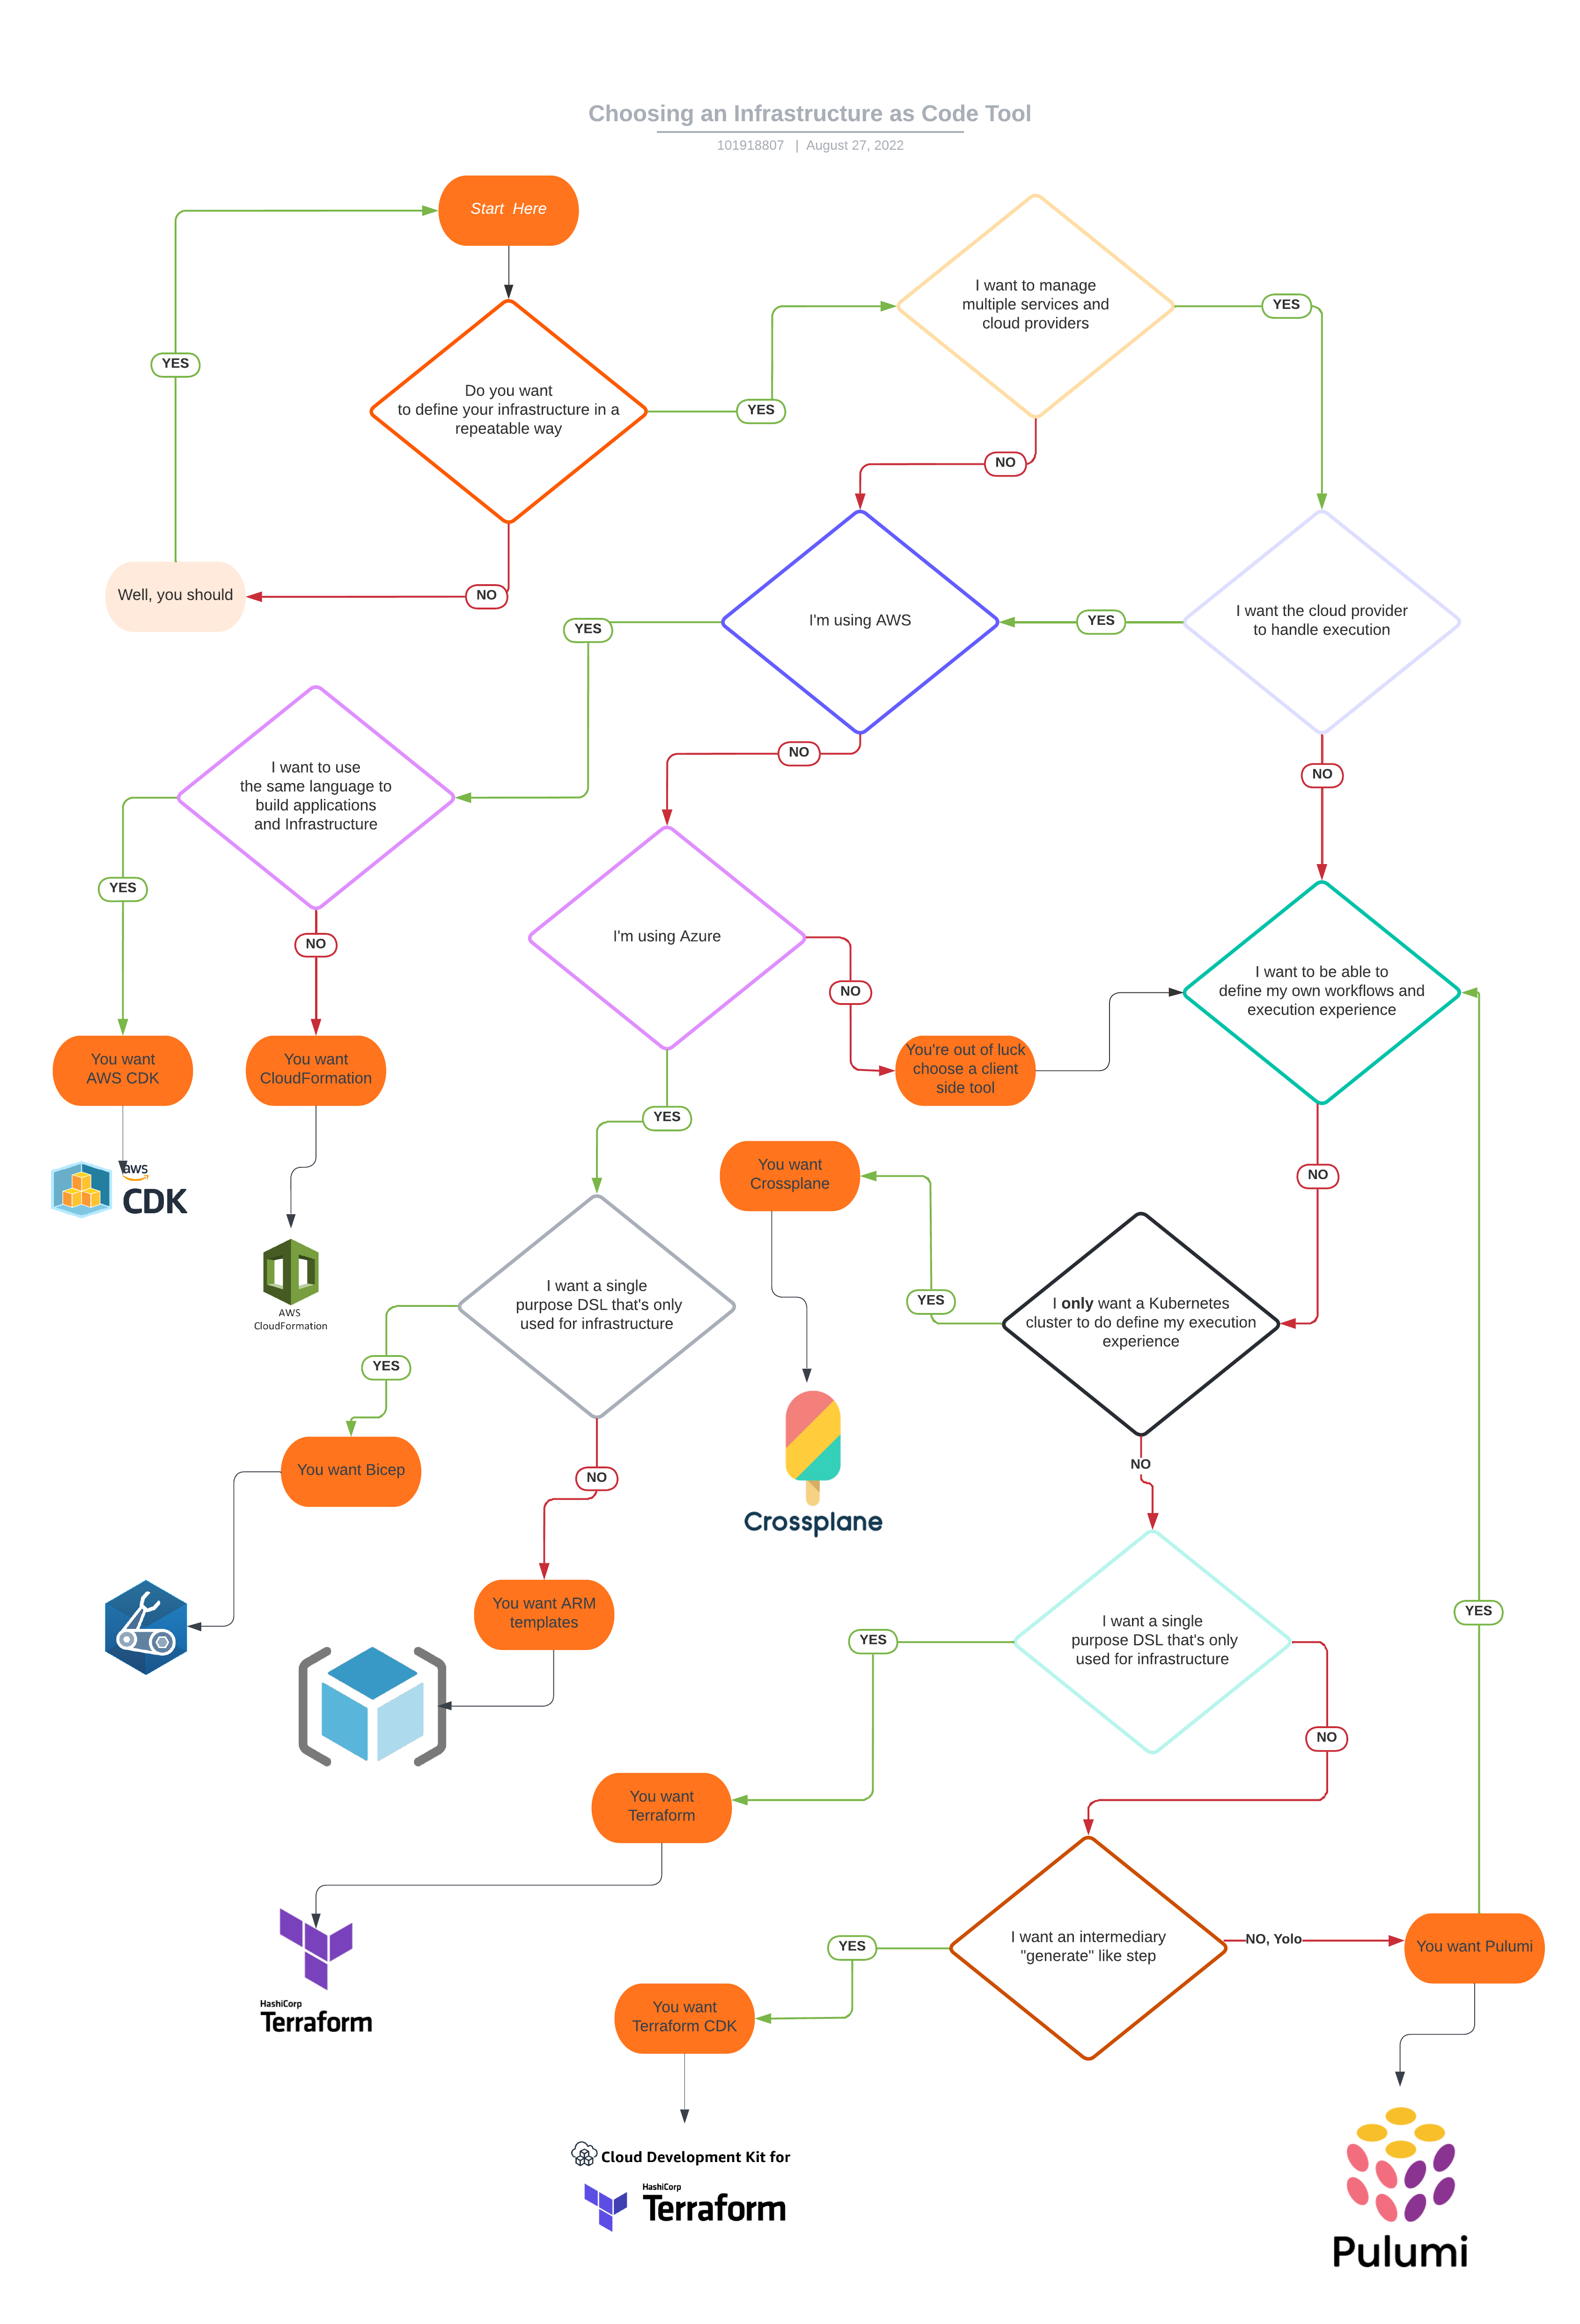 Choosing an Infrastructure as Code Tool
101918807 | August 27, 2022
Start Here
I want to manage
multiple services and
cloud providers
YES
YES
Do you want
to define your infrastructure in a
repeatable way
YES
NO
Well, you should
NO
YES
I'm using AWS
YES
I want the cloud provider
to handle execution
NO
NO
I want to use
the same language to
build applications
and Infrastructure
YES
NO
I'm using Azure
NO
I want to be able to
define my own workflows and
execution experience
You want
AWS CDK
You want
CloudFormation
You're out of luck
choose a client
side tool
YES
aws
CDK
You want
Crossplane
NO
AWS
CloudFormation
I want a single
purpose DSL that's only
used for infrastructure
YES
I only want a Kubernetes
cluster to do define my execution
experience
YES
You want Bicep
NO
NO
Crossplane
You want ARM
templates
YES
I want a single
purpose DSL that's only
used for infrastructure
YES
NO
You want
Terraform
HashiCorp
Terraform
YES
I want an intermediary
"generate" like step
NO, Yolo
You want Pulumi
You want
Terraform CDK
Cloud Development Kit for
HashiCorp
Terraform
Pulumi